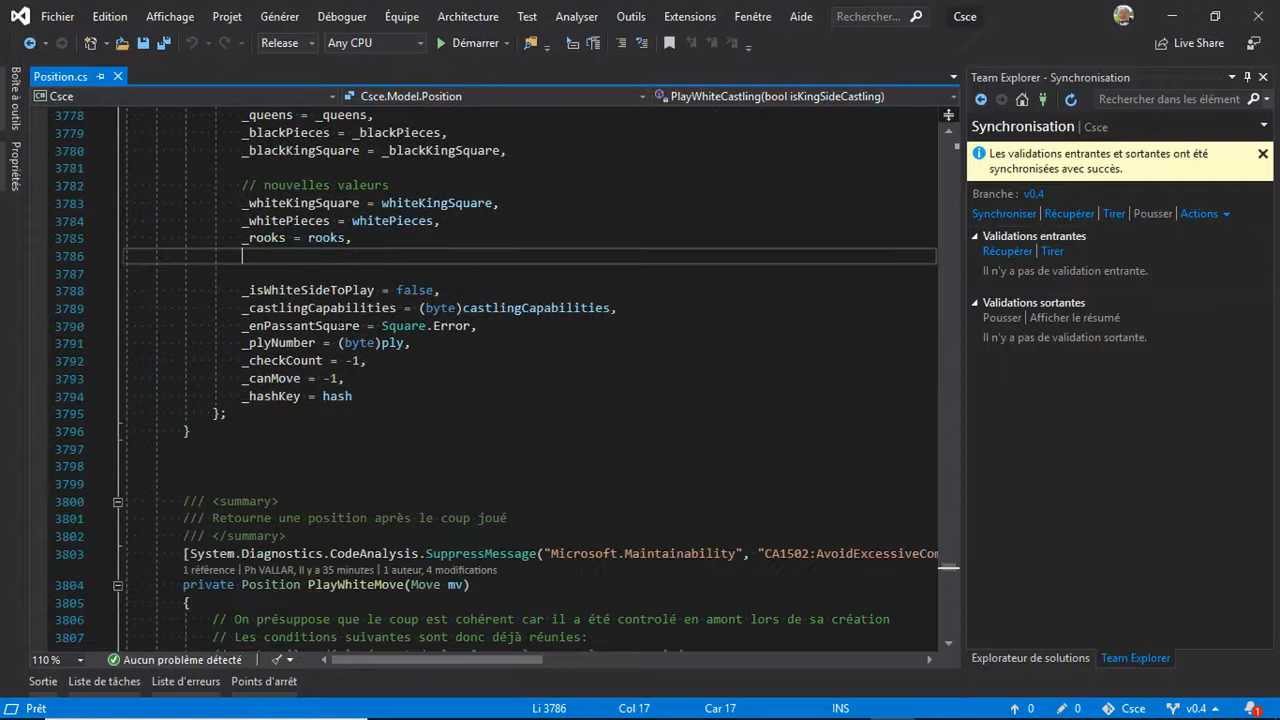 Fichier Edition Affichage Projet Générer Déboguer Équipe Architecture Test Analyser Outils Extensions Fenêtre Aide Rechercher... Csce
Release Any CPU Démarrer Live Share
Boîte à outils
Propriétés
Position.cs
Csce Csce.Model.Position PlayWhiteCastling(bool isKingSideCastling)
3778 _queens = _queens,
3779 _blackPieces = _blackPieces,
3780 _blackKingSquare = _blackKingSquare,
3781
3782 // nouvelles valeurs
3783 _whiteKingSquare = whiteKingSquare,
3784 _whitePieces = whitePieces,
3785 _rooks = rooks,
3786
3787
3788 _isWhiteSideToPlay = false,
3789 _castlingCapabilities = (byte)castlingCapabilities,
3790 _enPassantSquare = Square.Error,
3791 _plyNumber = (byte)ply,
3792 _checkCount = -1,
3793 _canMove = -1,
3794 _hashKey = hash
3795 };
3796 }
3797
3798
3799
3800 /// <summary>
3801 /// Retourne une position après le coup joué
3802 /// </summary>
3803 [System.Diagnostics.CodeAnalysis.SuppressMessage("Microsoft.Maintainability", "CA1502:AvoidExcessiveCom
1 référence | Ph VALLAR, Il y a 35 minutes | 1 auteur, 4 modifications
3804 private Position PlayWhiteMove(Move mv)
3805 {
3806 // On présuppose que le coup est cohérent car il a été controlé en amont lors de sa création
3807 // Les conditions suivantes sont donc déjà réunies:
110 % Aucun problème détecté
Sortie Liste de tâches Liste d'erreurs Points d'arrêt
Team Explorer - Synchronisation
Rechercher dans les élément
Synchronisation | Csce
Les validations entrantes et sortantes ont été
synchronisées avec succès.
Branche : v0.4
Synchroniser | Récupérer | Tirer | Pousser | Actions
Validations entrantes
Récupérer | Tirer
Il n'y a pas de validation entrante.
Validations sortantes
Pousser | Afficher le résumé
Il n'y a pas de validation sortante.
Explorateur de solutions Team Explorer
Prêt Li 3786 Col 17 Car 17 INS 0 0 Csce v0.4 1